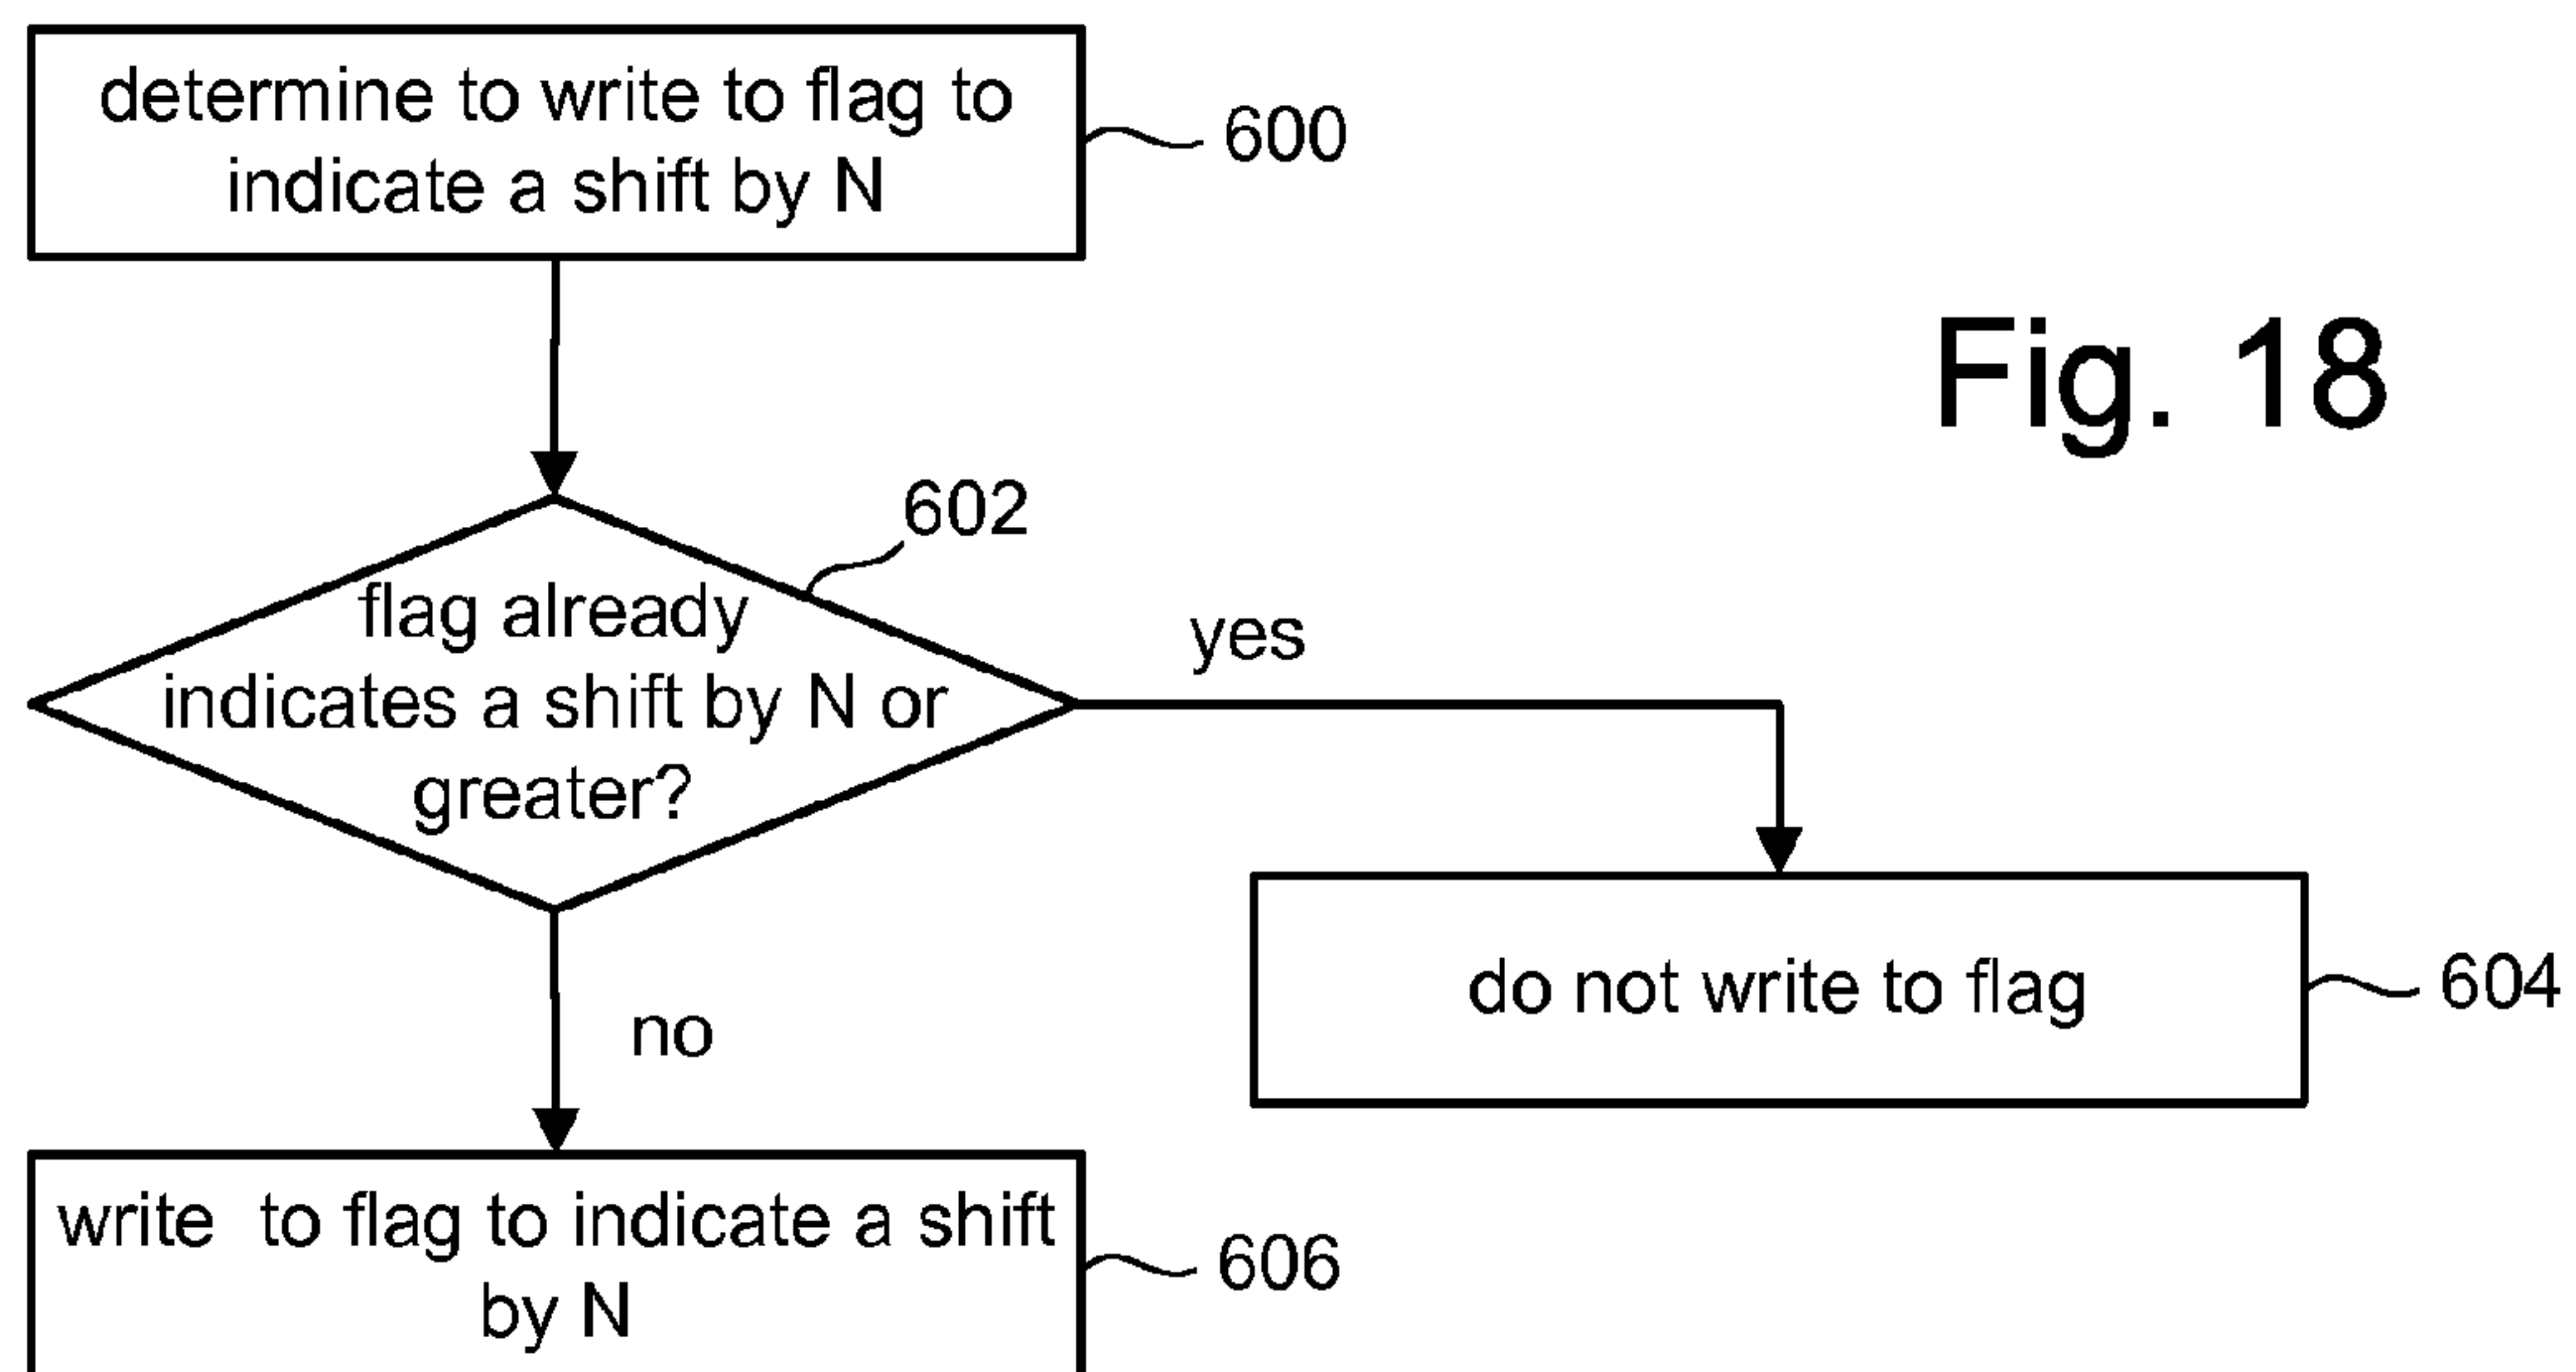 determine to write to flag to
indicate a shift by N
600
Fig. 18
602
flag already
indicates a shift by N or
greater?
yes
do not write to flag
604
no
write to flag to indicate a shift
by N
606